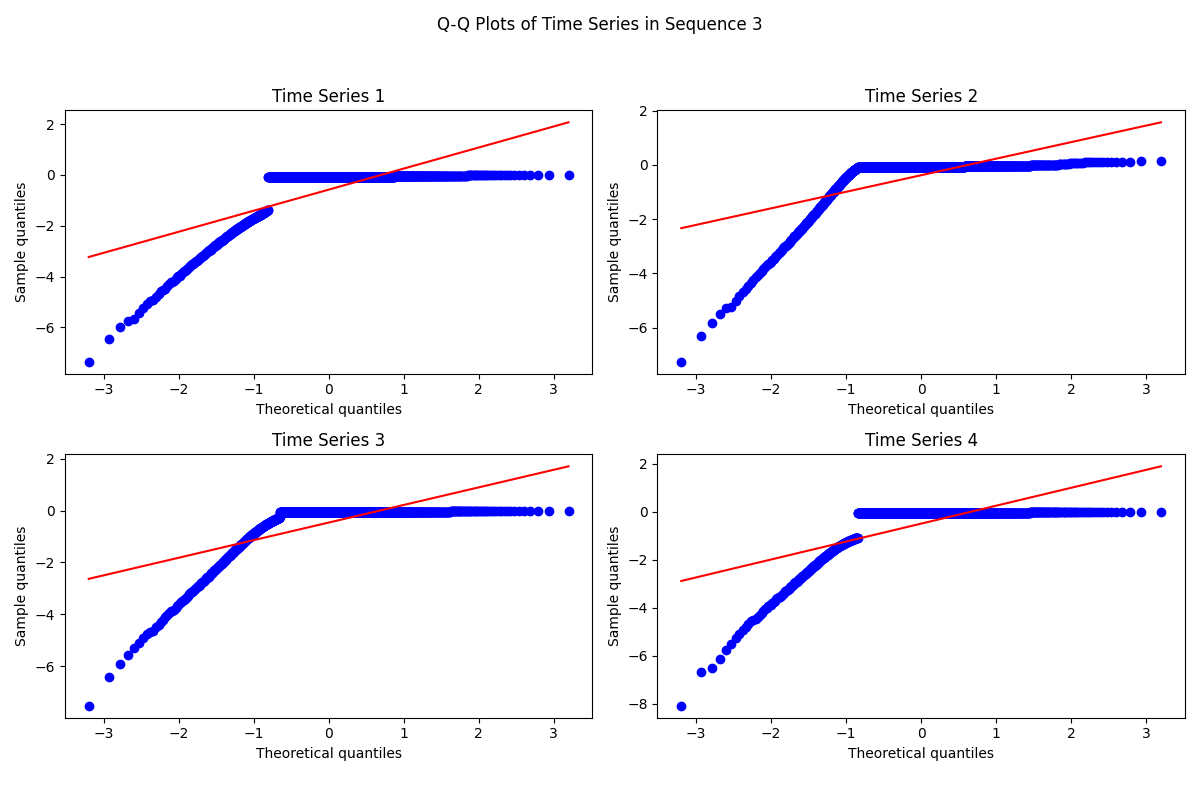 Q-Q Plots of Time Series in Sequence 3
Time Series 1
2
0
−2
−4
−6
Sample quantiles
−3 −2 −1 0 1 2 3
Theoretical quantiles
Time Series 2
2
0
−2
−4
−6
Sample quantiles
−3 −2 −1 0 1 2 3
Theoretical quantiles
Time Series 3
2
0
−2
−4
−6
Sample quantiles
−3 −2 −1 0 1 2 3
Theoretical quantiles
Time Series 4
2
0
−2
−4
−6
−8
Sample quantiles
−3 −2 −1 0 1 2 3
Theoretical quantiles